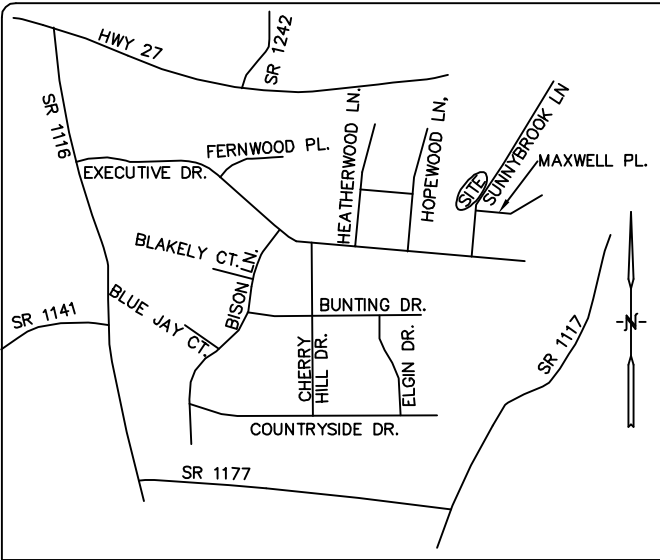 HWY 27
SR 1242
SR 1116
FERNWOOD PL.
EXECUTIVE DR.
HEATHERWOOD LN.
HOPEWOOD LN,
SITE
SUNNYBROOK LN
MAXWELL PL.
BLAKELY CT.
BISON LN.
BLUE JAY CT.
SR 1141
BUNTING DR.
CHERRY
HILL DR.
ELGIN DR.
SR 1117
N
COUNTRYSIDE DR.
SR 1177